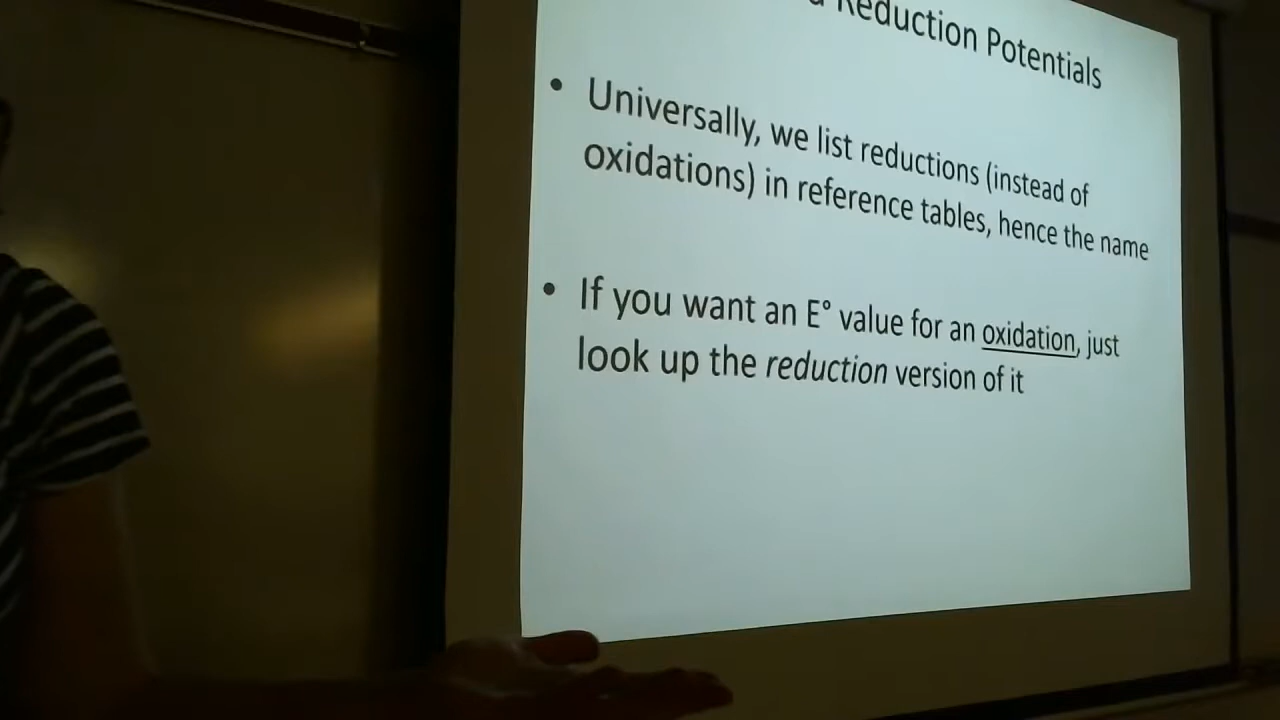 Reduction Potentials
• Universally, we list reductions (instead of
oxidations) in reference tables, hence the name
• If you want an E° value for an oxidation, just
look up the reduction version of it